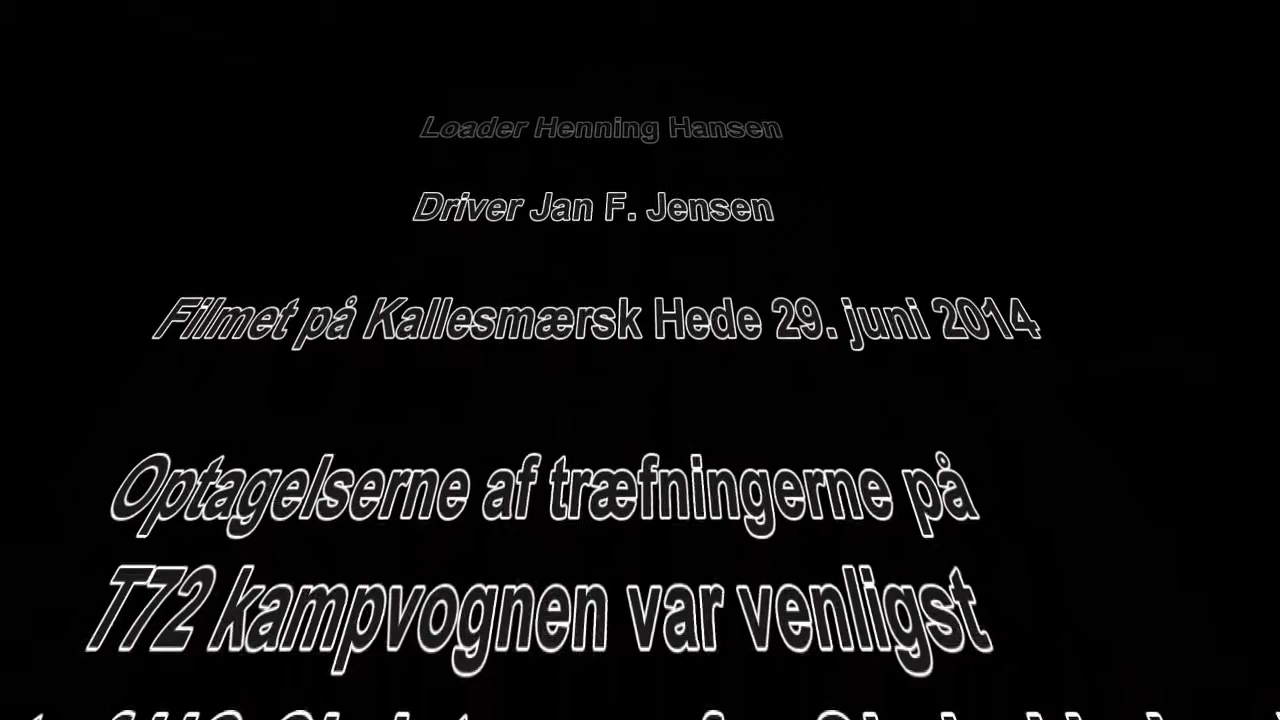 Loader Henning Hansen
Driver Jan F. Jensen
Filmet på Kallesmærsk Hede 29. juni 2014
Optagelserne af træfningerne på
T72 kampvognen var venligst